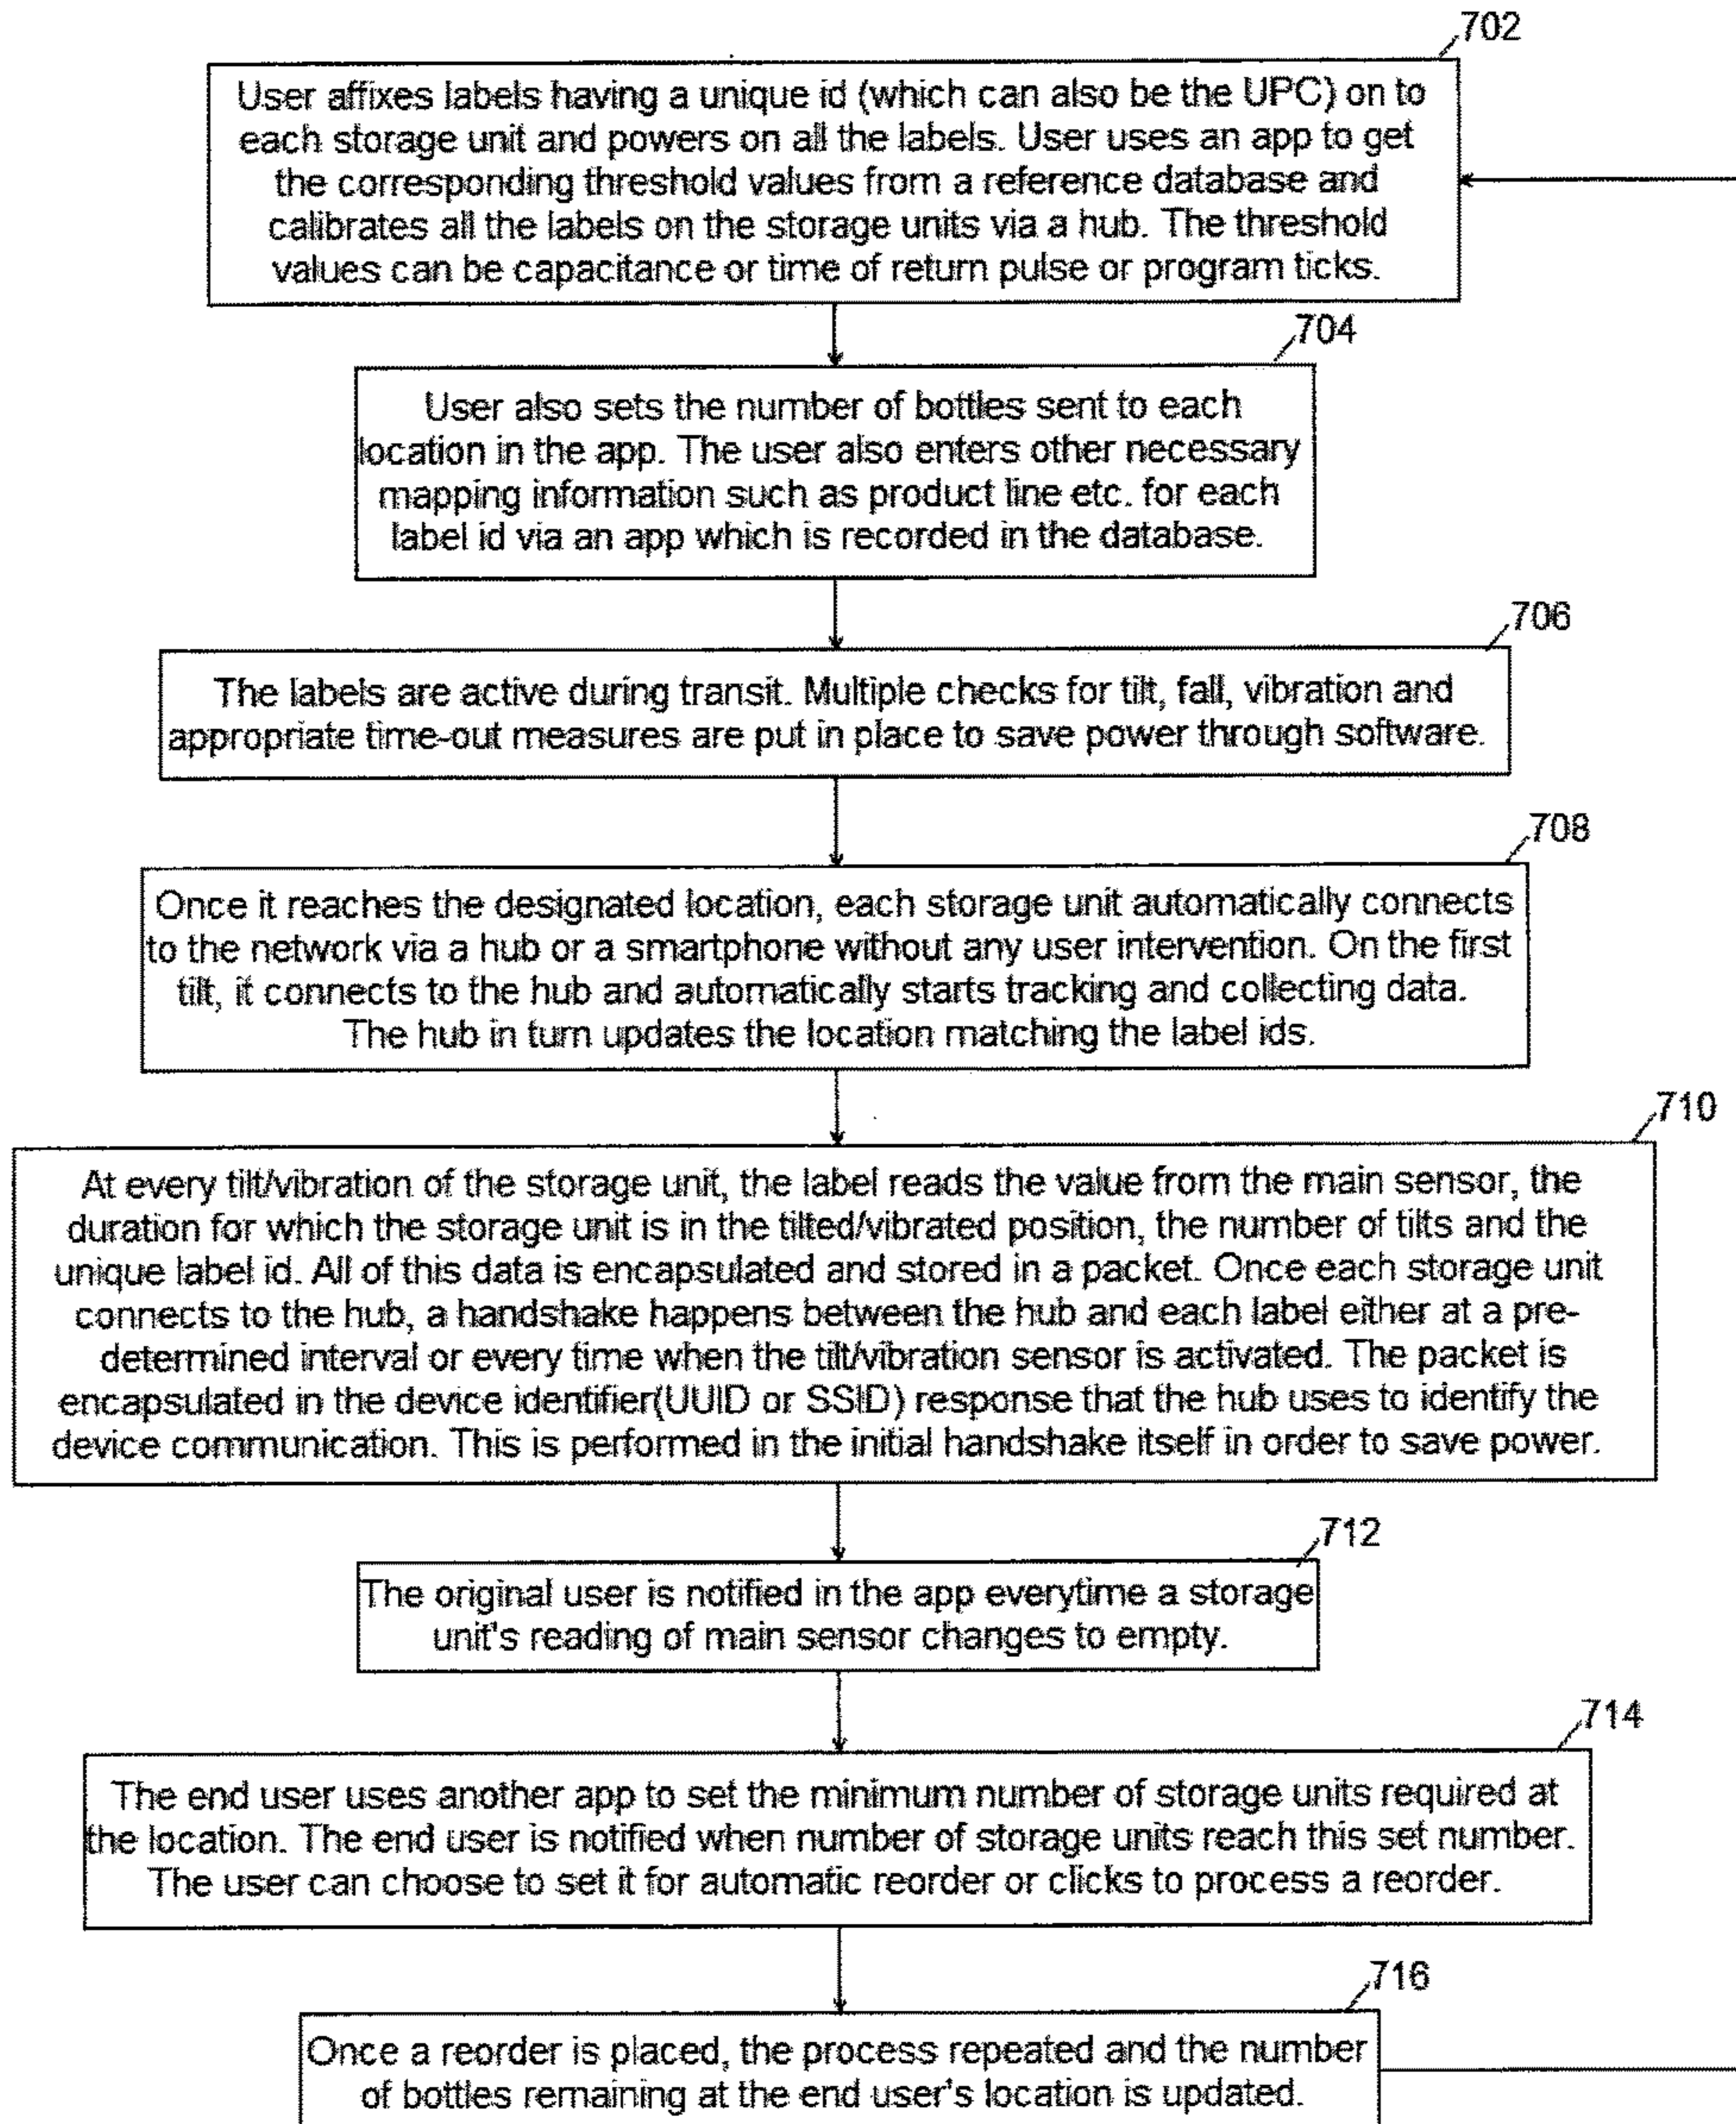 702
User affixes labels having a unique id (which can also be the UPC) on to
each storage unit and powers on all the labels. User uses an app to get
the corresponding threshold values from a reference database and
calibrates all the labels on the storage units via a hub. The threshold
values can be capacitance or time of return pulse or program ticks.
704
User also sets the number of bottles sent to each
location in the app. The user also enters other necessary
mapping information such as product line etc. for each
label id via an app which is recorded in the database.
706
The labels are active during transit. Multiple checks for tilt, fall, vibration and
appropriate time-out measures are put in place to save power through software.
708
Once it reaches the designated location, each storage unit automatically connects
to the network via a hub or a smartphone without any user intervention. On the first
tilt, it connects to the hub and automatically starts tracking and collecting data.
The hub in turn updates the location matching the label ids.
710
At every tilt/vibration of the storage unit, the label reads the value from the main sensor, the
duration for which the storage unit is in the tilted/vibrated position, the number of tilts and the
unique label id. All of this data is encapsulated and stored in a packet. Once each storage unit
connects to the hub, a handshake happens between the hub and each label either at a pre-
determined interval or every time when the tilt/vibration sensor is activated. The packet is
encapsulated in the device identifier(UUID or SSID) response that the hub uses to identify the
device communication. This is performed in the initial handshake itself in order to save power.
712
The original user is notified in the app everytime a storage
unit's reading of main sensor changes to empty.
714
The end user uses another app to set the minimum number of storage units required at
the location. The end user is notified when number of storage units reach this set number.
The user can choose to set it for automatic reorder or clicks to process a reorder.
716
Once a reorder is placed, the process repeated and the number
of bottles remaining at the end user's location is updated.